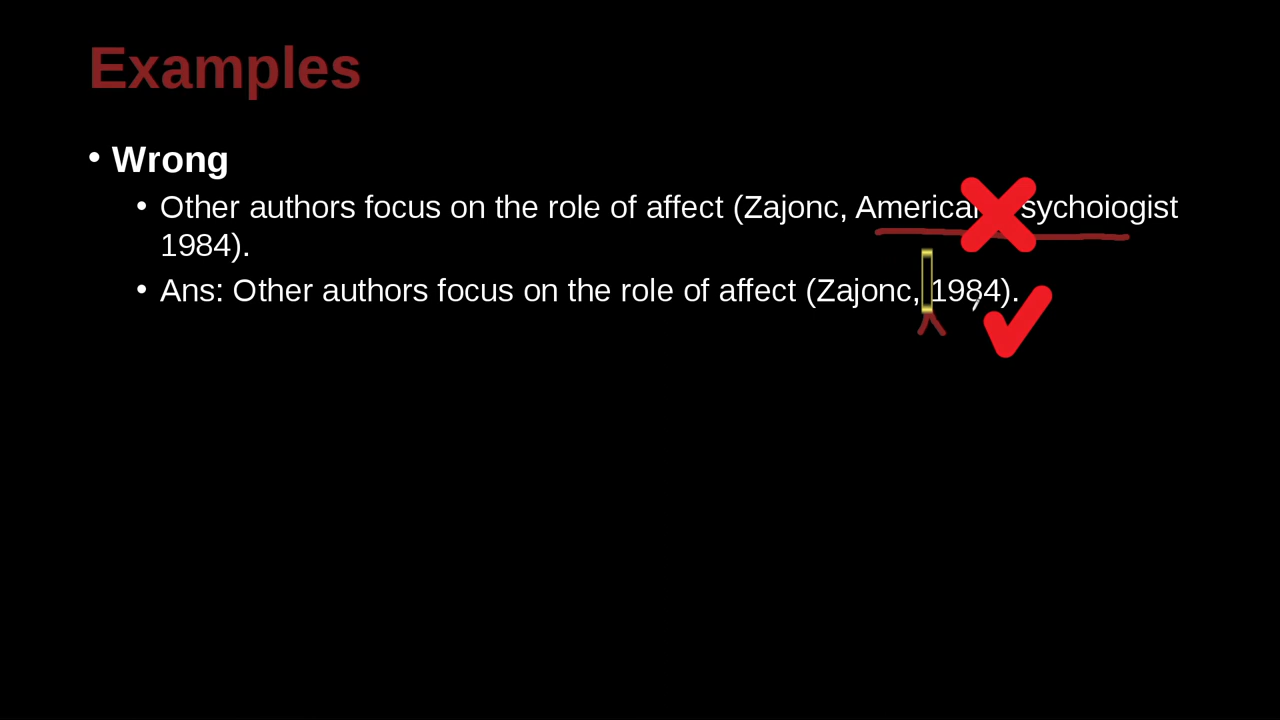 Examples
• Wrong
• Other authors focus on the role of affect (Zajonc, American Psychoiogist
1984).
• Ans: Other authors focus on the role of affect (Zajonc, 1984).